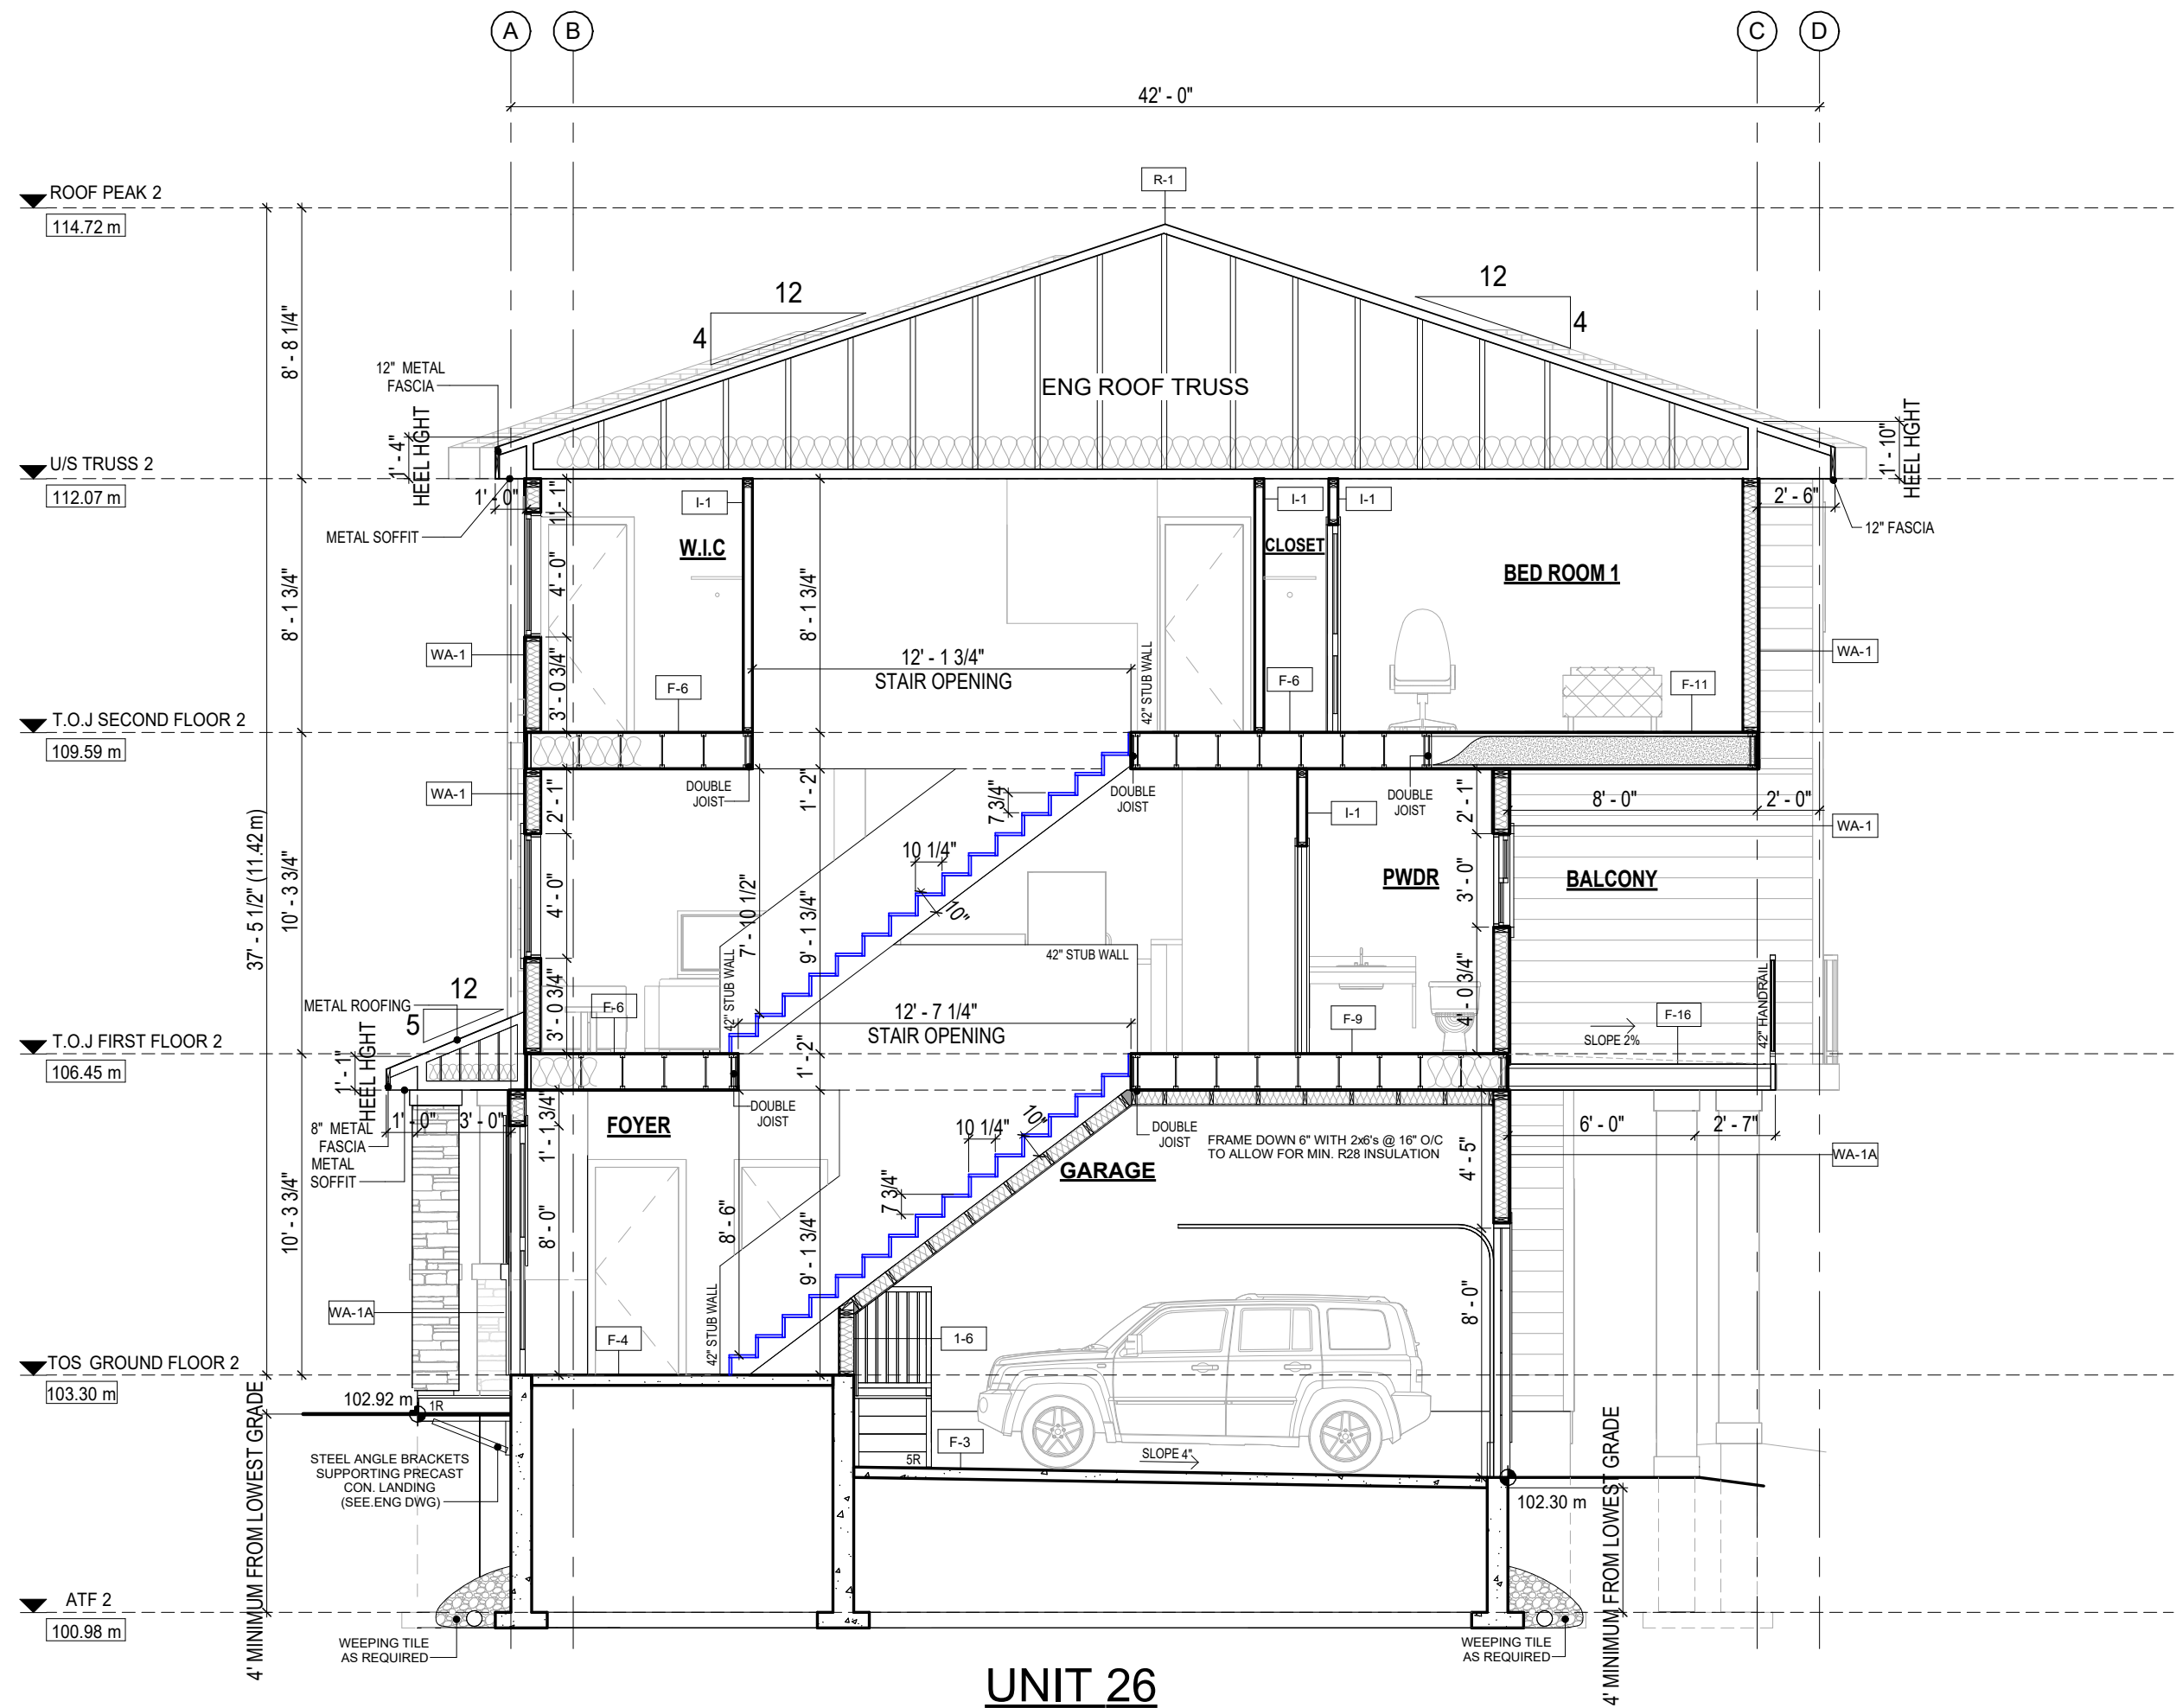 A
B
C
D
42' - 0"
R-1
ROOF PEAK 2
114.72 m
12
4
12
4
8' - 8 1/4"
12" METAL
FASCIA
ENG ROOF TRUSS
1' - 4"
HEEL HGHT
1' - 10"
HEEL HGHT
U/S TRUSS 2
112.07 m
1' - 0"
1' - 1"
I-1
I-1
I-1
2' - 6"
METAL SOFFIT
12" FASCIA
W.I.C
CLOSET
BED ROOM 1
8' - 1 3/4"
4' - 0"
8' - 1 3/4"
WA-1
WA-1
3' - 0 3/4"
F-6
12' - 1 3/4"
STAIR OPENING
42" STUB WALL
F-6
F-11
T.O.J SECOND FLOOR 2
109.59 m
WA-1
2' - 1"
DOUBLE
JOIST
1' - 2"
7 3/4"
DOUBLE
JOIST
I-1
DOUBLE
JOIST
2' - 1"
8' - 0"
2' - 0"
WA-1
37' - 5 1/2" (11.42 m)
10' - 3 3/4"
4' - 0"
7' - 10 1/2"
9' - 1 3/4"
10 1/4"
10"
PWDR
3' - 0"
BALCONY
42" STUB WALL
42" STUB WALL
METAL ROOFING
12
5
3' - 0 3/4"
F-6
12' - 7 1/4"
STAIR OPENING
F-9
4' - 0 3/4"
SLOPE 2%
F-16
42" HANDRAIL
T.O.J FIRST FLOOR 2
106.45 m
1' - 1"
HEEL HGHT
1' - 2"
8" METAL
FASCIA
1' - 0"
3' - 0"
METAL
SOFFIT
1' - 1 3/4"
FOYER
DOUBLE
JOIST
10 1/4"
10"
DOUBLE
JOIST
FRAME DOWN 6" WITH 2x6's @ 16" O/C
TO ALLOW FOR MIN. R28 INSULATION
GARAGE
4' - 5"
6' - 0"
2' - 7"
WA-1A
10' - 3 3/4"
8' - 0"
8' - 6"
9' - 1 3/4"
7 3/4"
8' - 0"
WA-1A
F-4
42" STUB WALL
1-6
TOS GROUND FLOOR 2
103.30 m
102.92 m
1R
4' MINIMUM FROM LOWEST GRADE
STEEL ANGLE BRACKETS
SUPPORTING PRECAST
CON. LANDING
(SEE.ENG DWG)
5R
F-3
SLOPE 4"
102.30 m
4' MINIMUM FROM LOWEST GRADE
ATF 2
100.98 m
WEEPING TILE
AS REQUIRED
WEEPING TILE
AS REQUIRED
UNIT 26